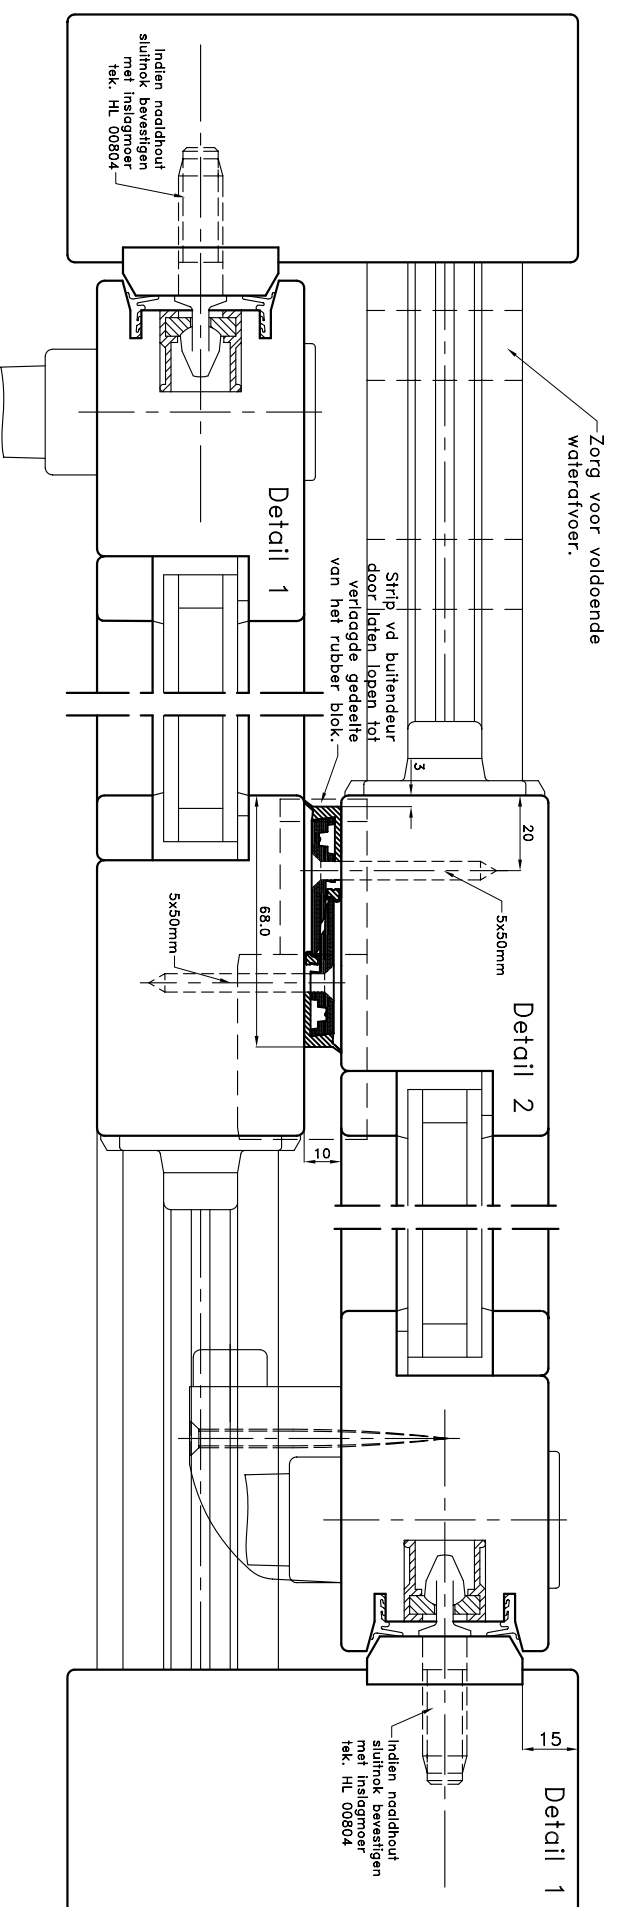 Indien naaldhout
sluitnok bevestigen
met inslagmoer
tek. HL 00804
Zorg voor voldoende
waterafvoer.
Detail 1
Strip vd buitendeur
door laten lopen tot
verlaagde gedeelte
van het rubber blok.
3
20
5x50mm
5x50mm
68.0
Detail 2
10
15
Detail 1
Indien naaldhout
sluitnok bevestigen
met inslagmoer
tek. HL 00804